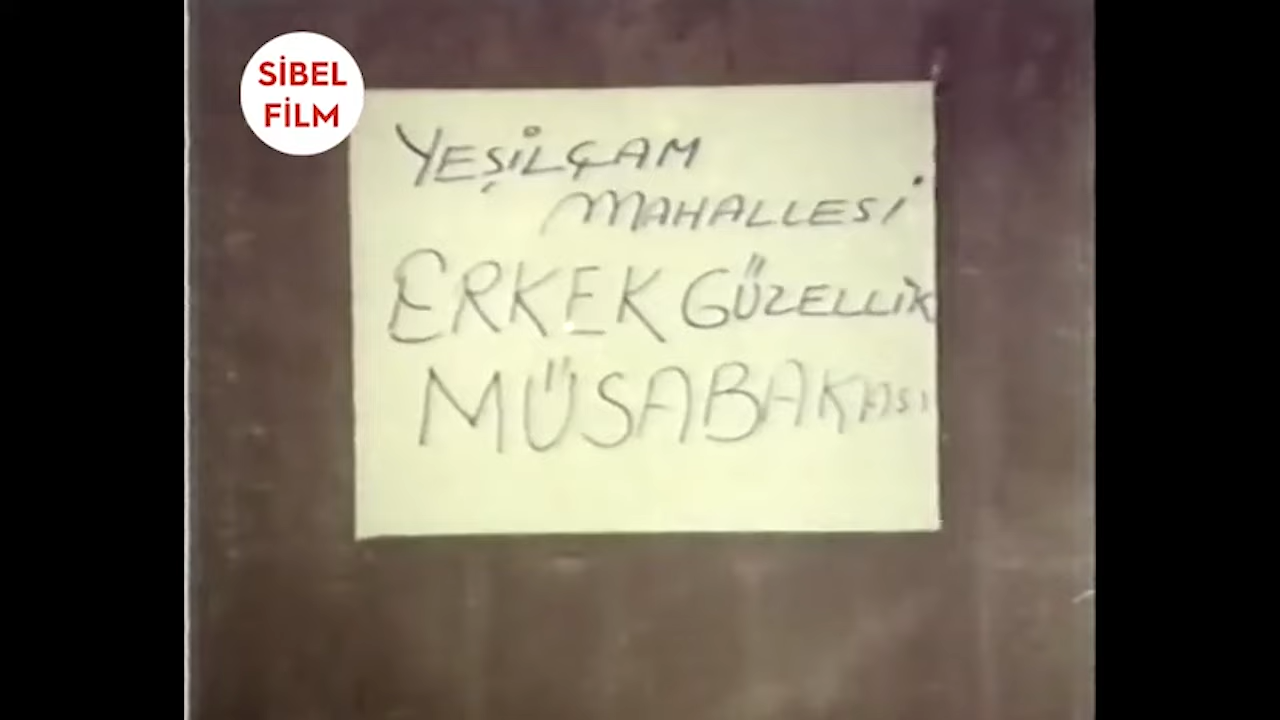 SİBEL
FİLM
YEŞİLÇAM
MAHALLESİ
ERKEK GÜZELLİK
MÜSABAKASI